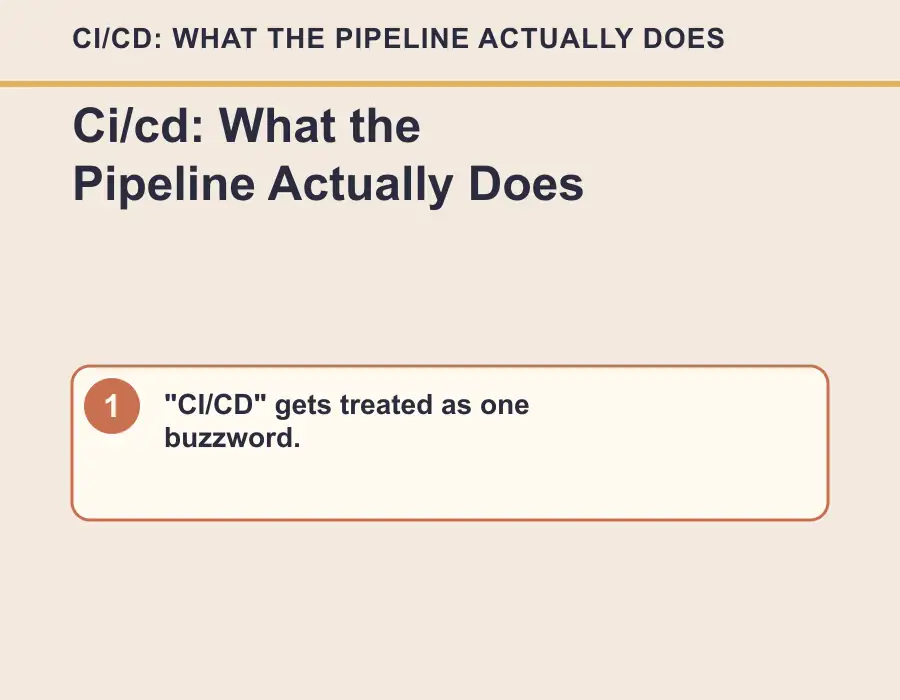 CI/CD: WHAT THE PIPELINE ACTUALLY DOES
Ci/cd: What the
Pipeline Actually Does
1
"CI/CD" gets treated as one
buzzword.